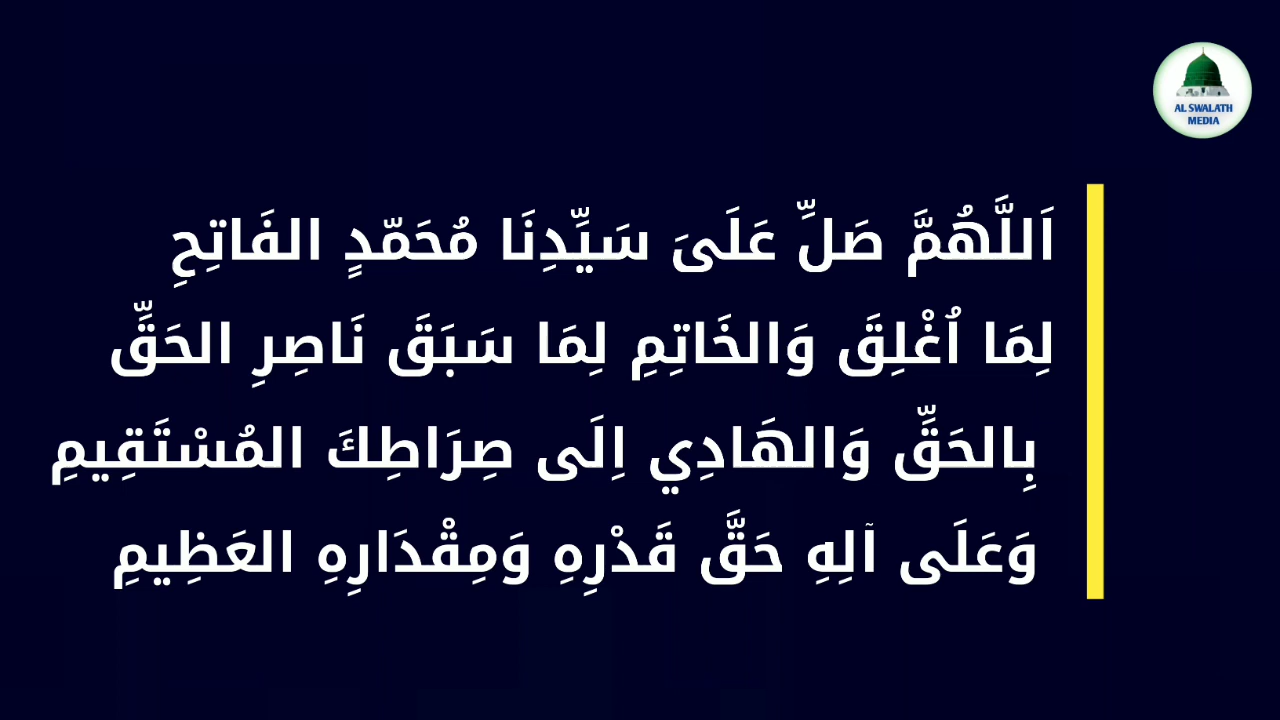 AL SWALATH
MEDIA
اَللَّهُمَّ صَلِّ عَلَىَ سَيِّدِنَا مُحَمّدٍ الفَاتِحِ
لِمَا اُغْلِقَ وَالخَاتِمِ لِمَا سَبَقَ نَاصِرِ الحَقِّ
بِالحَقِّ وَالهَادِي اِلَى صِرَاطِكَ المُسْتَقِيمِ
وَعَلَى آلِهِ حَقَّ قَدْرِهِ وَمِقْدَارِهِ العَظِيمِ